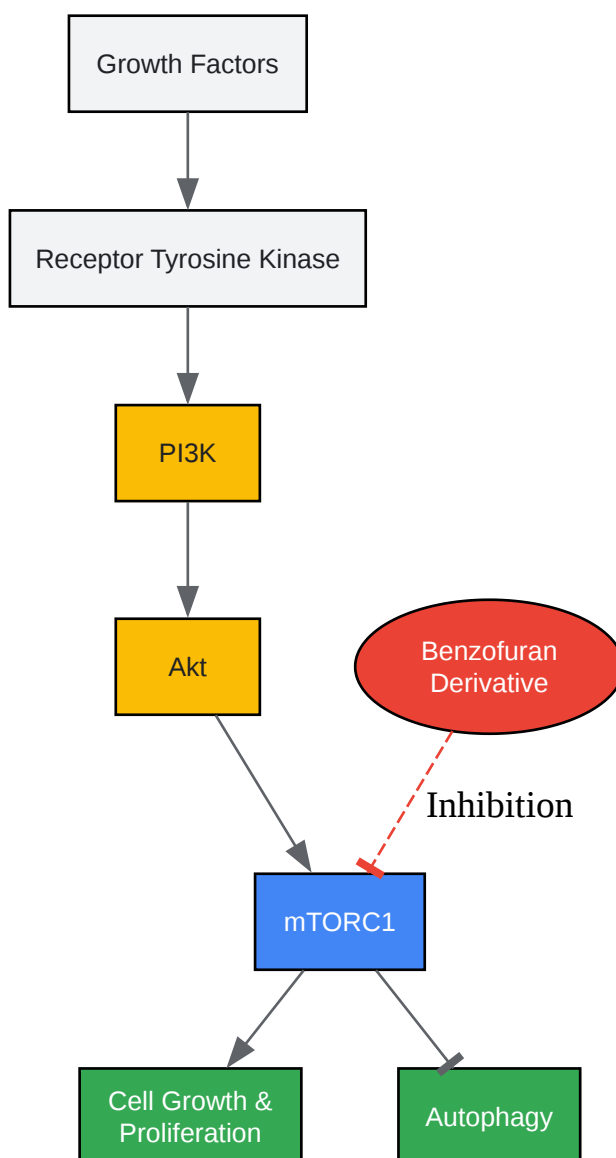 Growth Factors
Receptor Tyrosine Kinase
PI3K
Akt
Benzofuran
Derivative
Inhibition
mTORC1
Cell Growth &
Proliferation
Autophagy